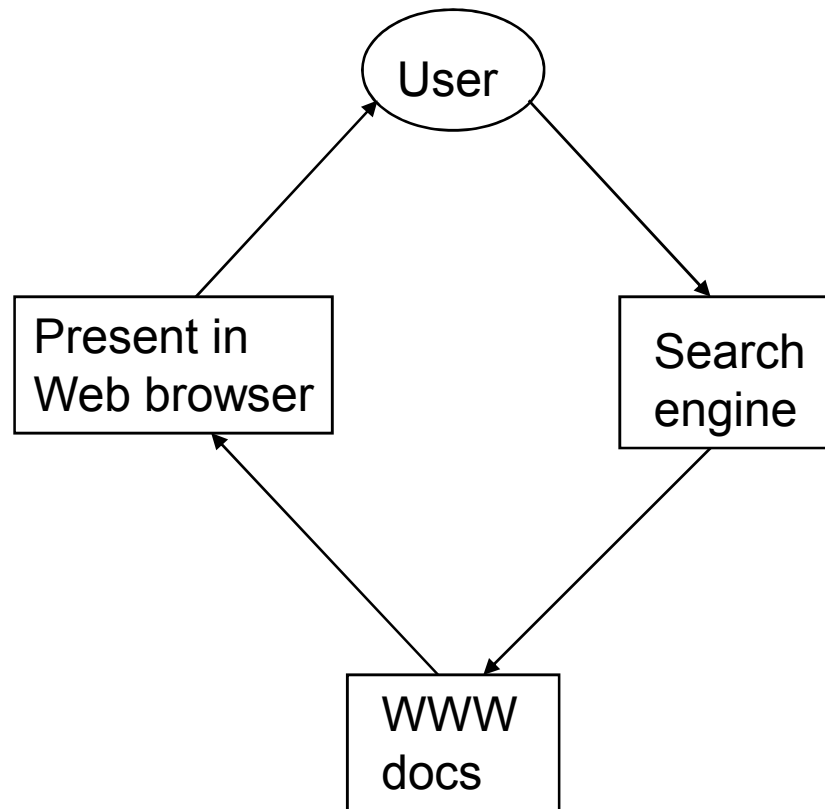 User
Present in
Web browser
Search
engine
WWW
docs